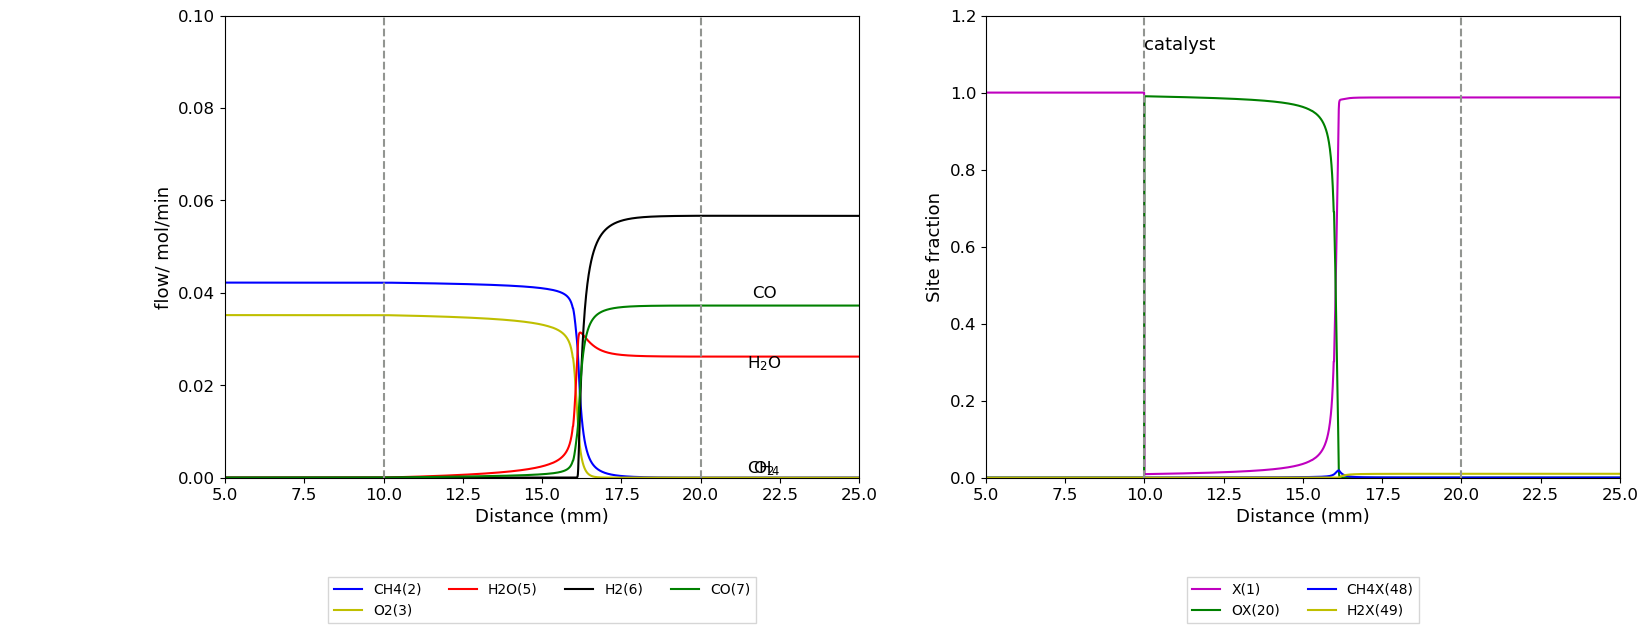 0.10
0.08
0.06
0.04
0.02
0.00
flow/ mol/min
CO
H₂O
5.0 7.5 10.0 12.5 15.0 17.5 20.0 22.5 25.0
Distance (mm)
CH4(2) H2O(5) H2(6) CO(7)
O2(3)
1.2
1.0
0.8
0.6
0.4
0.2
0.0
Site fraction
catalyst
5.0 7.5 10.0 12.5 15.0 17.5 20.0 22.5 25.0
Distance (mm)
X(1) CH4X(48)
OX(20) H2X(49)